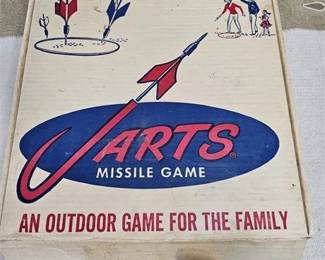 JARTS®
MISSILE GAME
AN OUTDOOR GAME FOR THE FAMILY